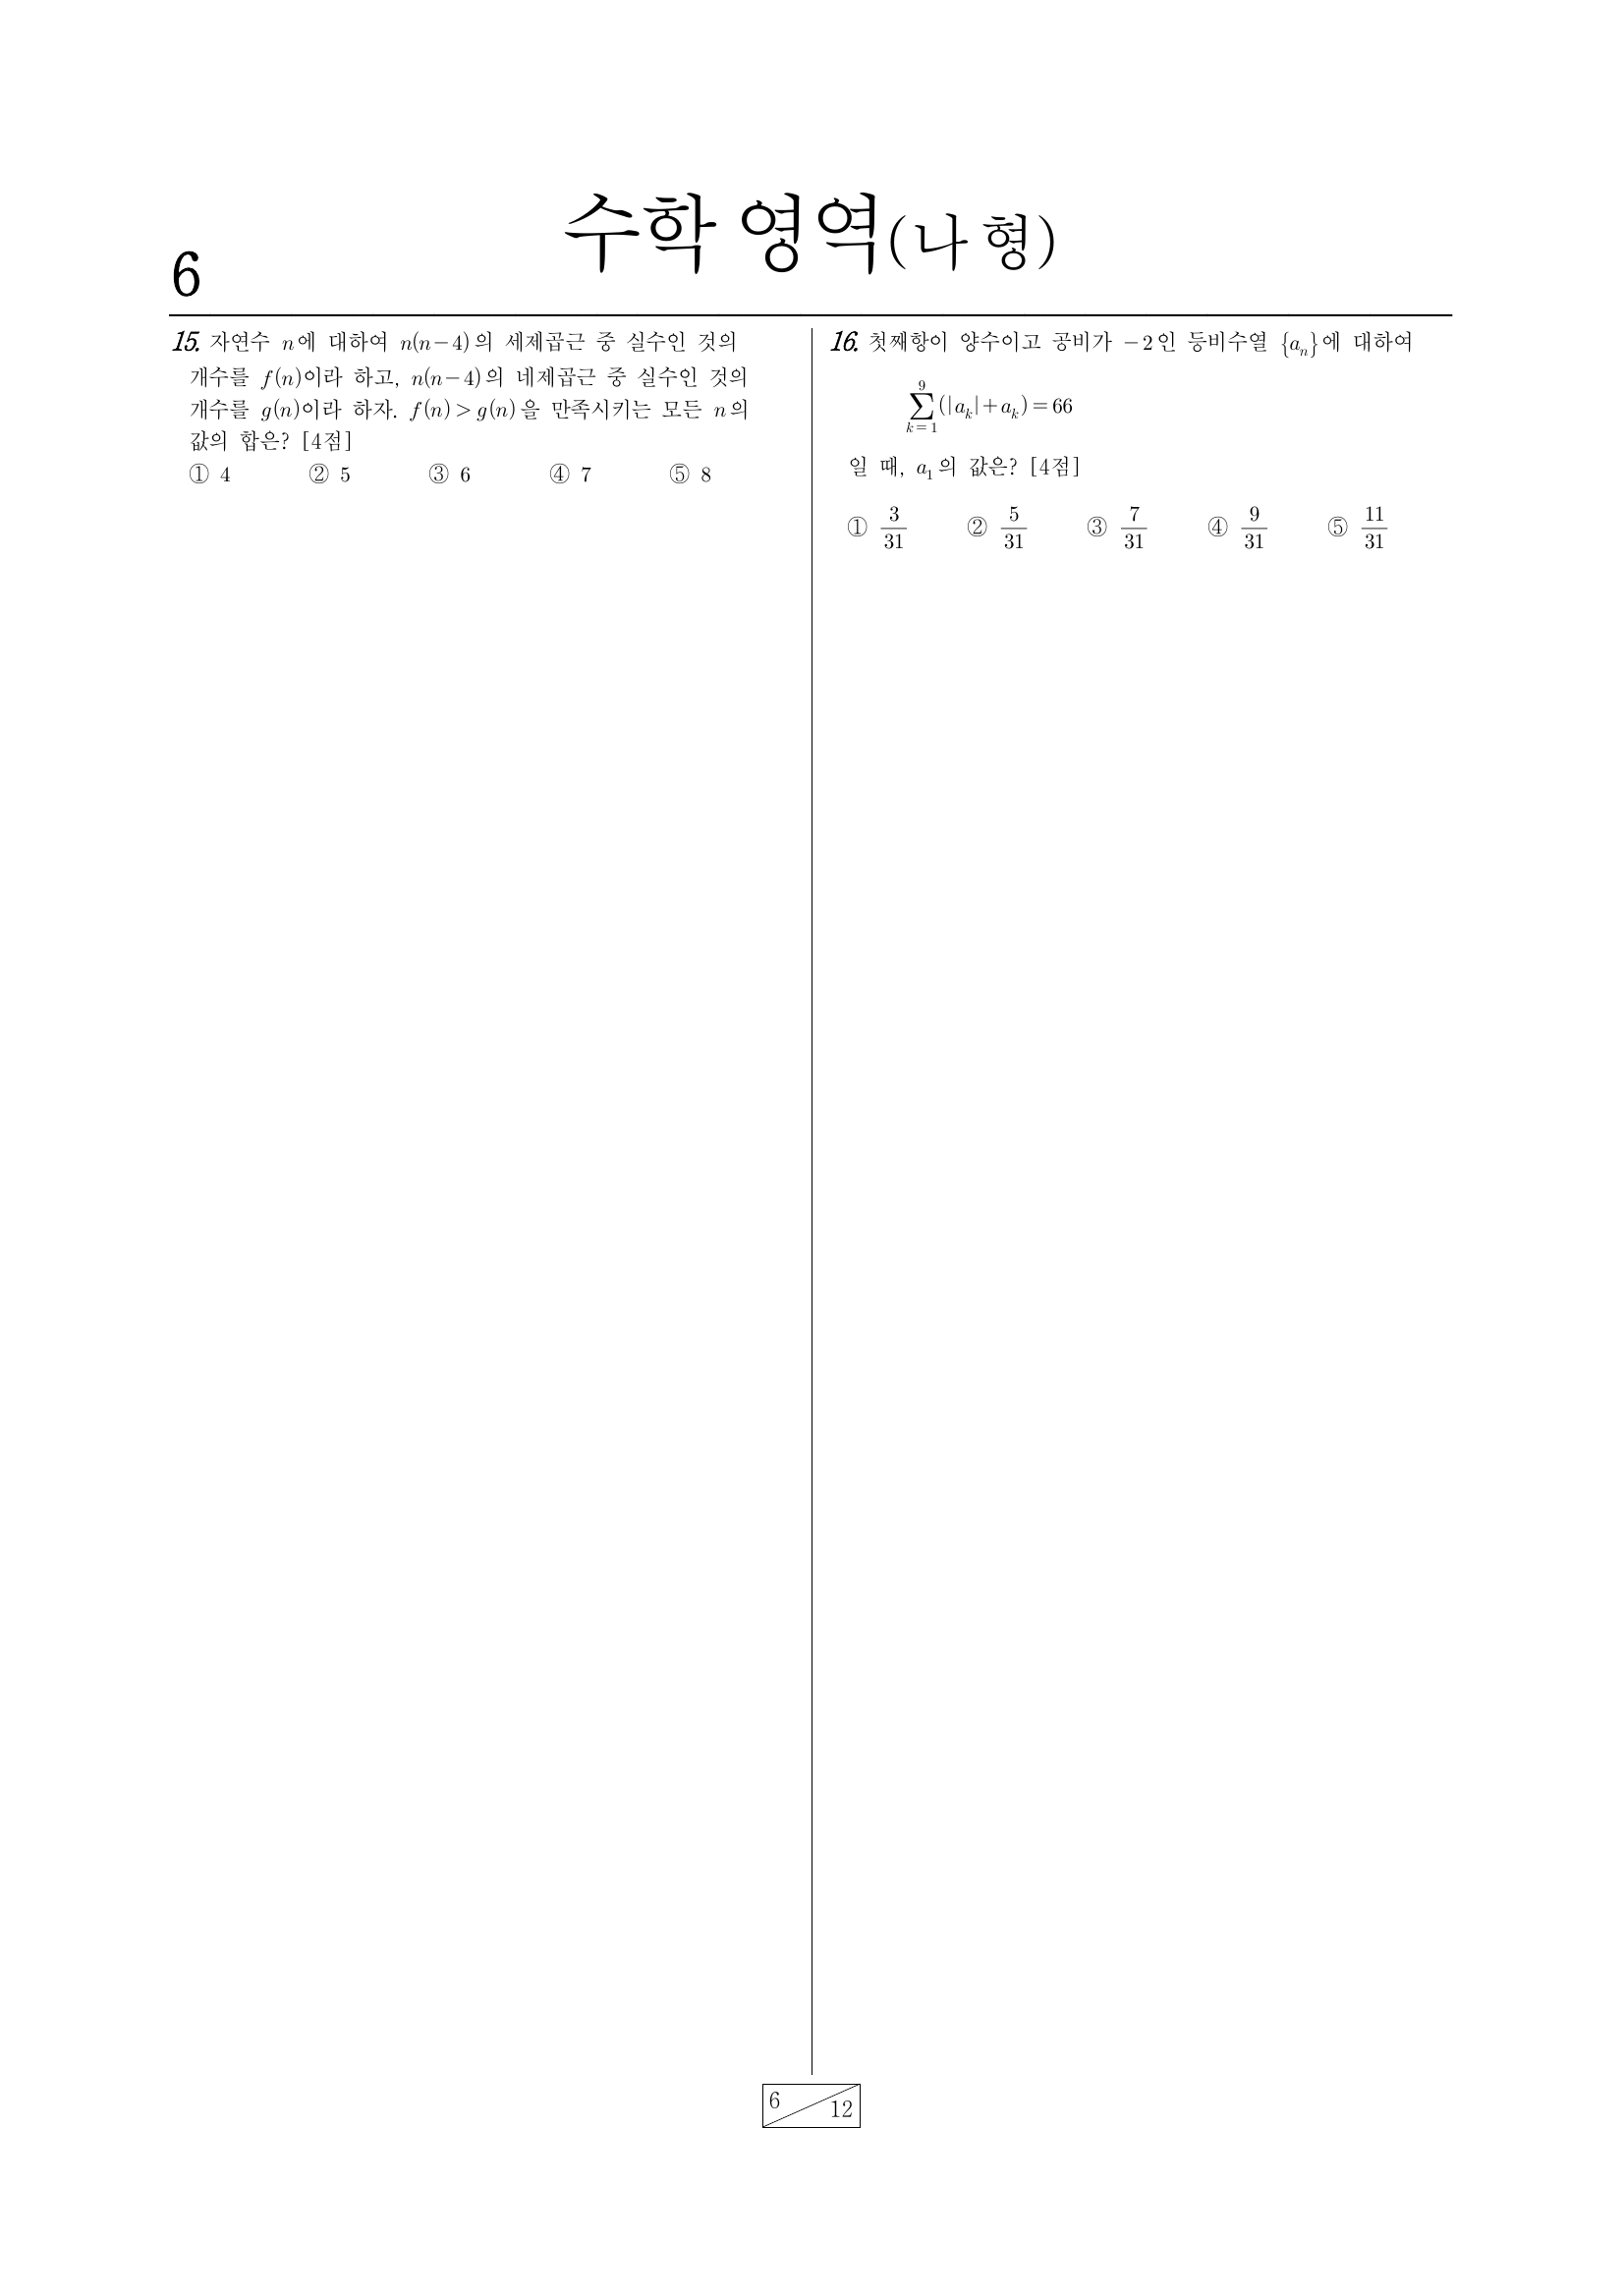 수학 영역(나 형)
6
15. 자연수 n에 대하여 n(n-4)의 세제곱근 중 실수인 것의
개수를 f(n)이라 하고, n(n-4)의 네제곱근 중 실수인 것의
개수를 g(n)이라 하자. f(n) > g(n)을 만족시키는 모든 n의
값의 합은? [4점]
① 4 ② 5 ③ 6 ④ 7 ⑤ 8
16. 첫째항이 양수이고 공비가 -2인 등비수열 {a_n}에 대하여
\sum_{k=1}^{9}(|a_k|+a_k)=66
일 때, a_1의 값은? [4점]
① 3/31 ② 5/31 ③ 7/31 ④ 9/31 ⑤ 11/31
6 / 12